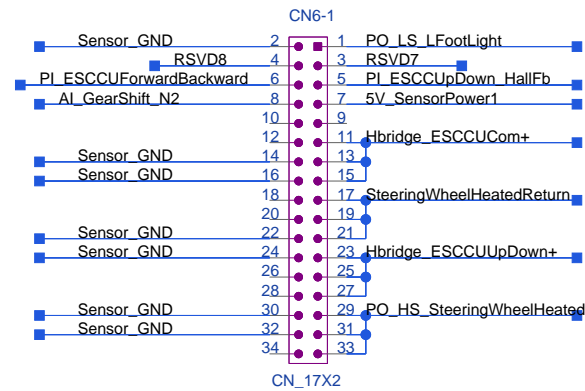 CN6-1
Sensor_GND 2 1 PO_LS_LFootLight
RSVD8 4 3 RSVD7
PI_ESCCUForwardBackward 6 5 PI_ESCCUpDown_HallFb
AI_GearShift_N2 8 7 5V_SensorPower1
10 9
12 11 Hbridge_ESCCUCom+
Sensor_GND 14 13
Sensor_GND 16 15
18 17 SteeringWheelHeatedReturn
20 19
Sensor_GND 22 21
Sensor_GND 24 23 Hbridge_ESCCUUpDown+
26 25
28 27
Sensor_GND 30 29 PO_HS_SteeringWheelHeated
Sensor_GND 32 31
34 33
CN_17X2